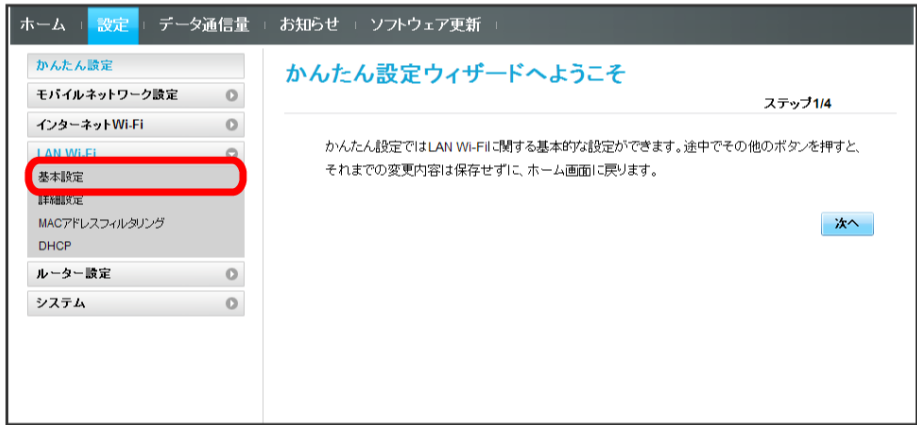 ホーム 設定 データ通信量 お知らせ ソフトウェア更新
かんたん設定
モバイルネットワーク設定
インターネットWi-Fi
LAN Wi-Fi
基本設定
詳細設定
MACアドレスフィルタリング
DHCP
ルーター設定
システム
かんたん設定ウィザードへようこそ
ステップ1/4
かんたん設定ではLAN Wi-Fiに関する基本的な設定ができます。途中でその他のボタンを押すと、
それまでの変更内容は保存せずに、ホーム画面に戻ります。
次へ